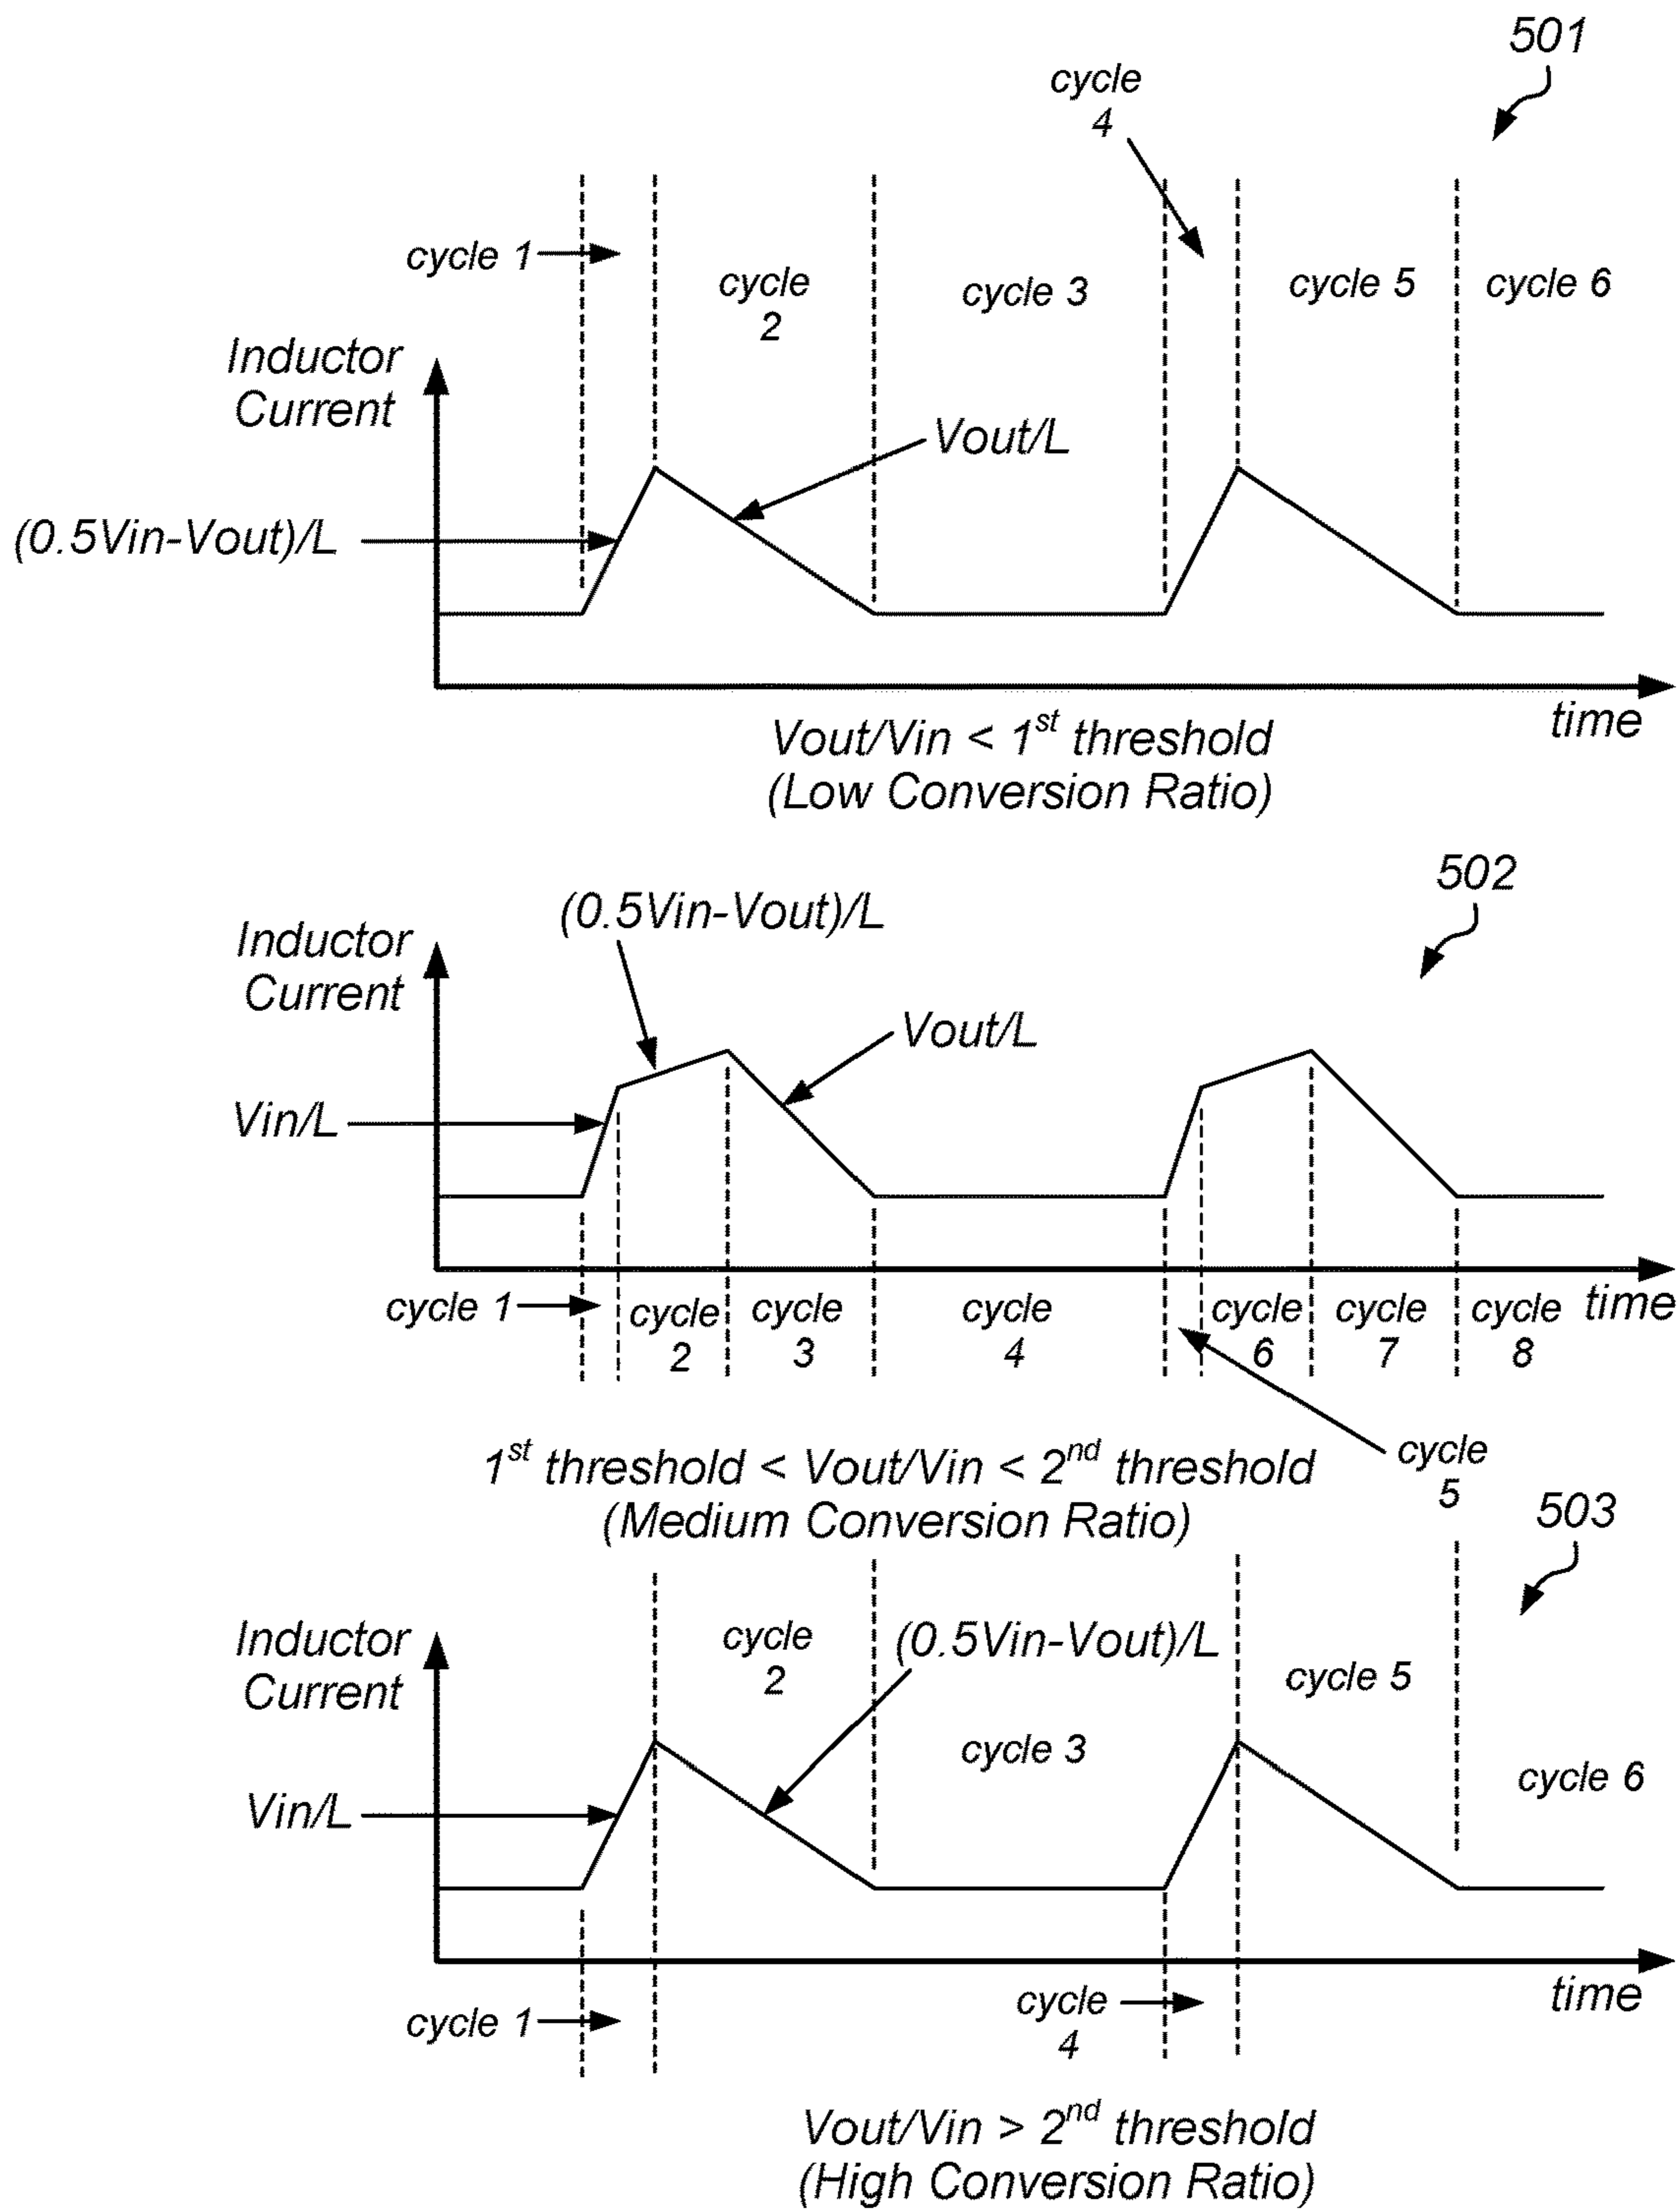 501
cycle
4
cycle 1
cycle
2
cycle 3
cycle 5
cycle 6
Inductor
Current
Vout/L
(0.5Vin-Vout)/L
time
Vout/Vin < 1st threshold
(Low Conversion Ratio)
502
(0.5Vin-Vout)/L
Inductor
Current
Vout/L
Vin/L
cycle 1
cycle
2
cycle
3
cycle
4
cycle
6
cycle
7
cycle
8
time
cycle
5
1st threshold < Vout/Vin < 2nd threshold
(Medium Conversion Ratio)
503
Inductor
Current
cycle
2
(0.5Vin-Vout)/L
cycle 5
cycle 3
cycle 6
Vin/L
time
cycle 1
cycle
4
Vout/Vin > 2nd threshold
(High Conversion Ratio)